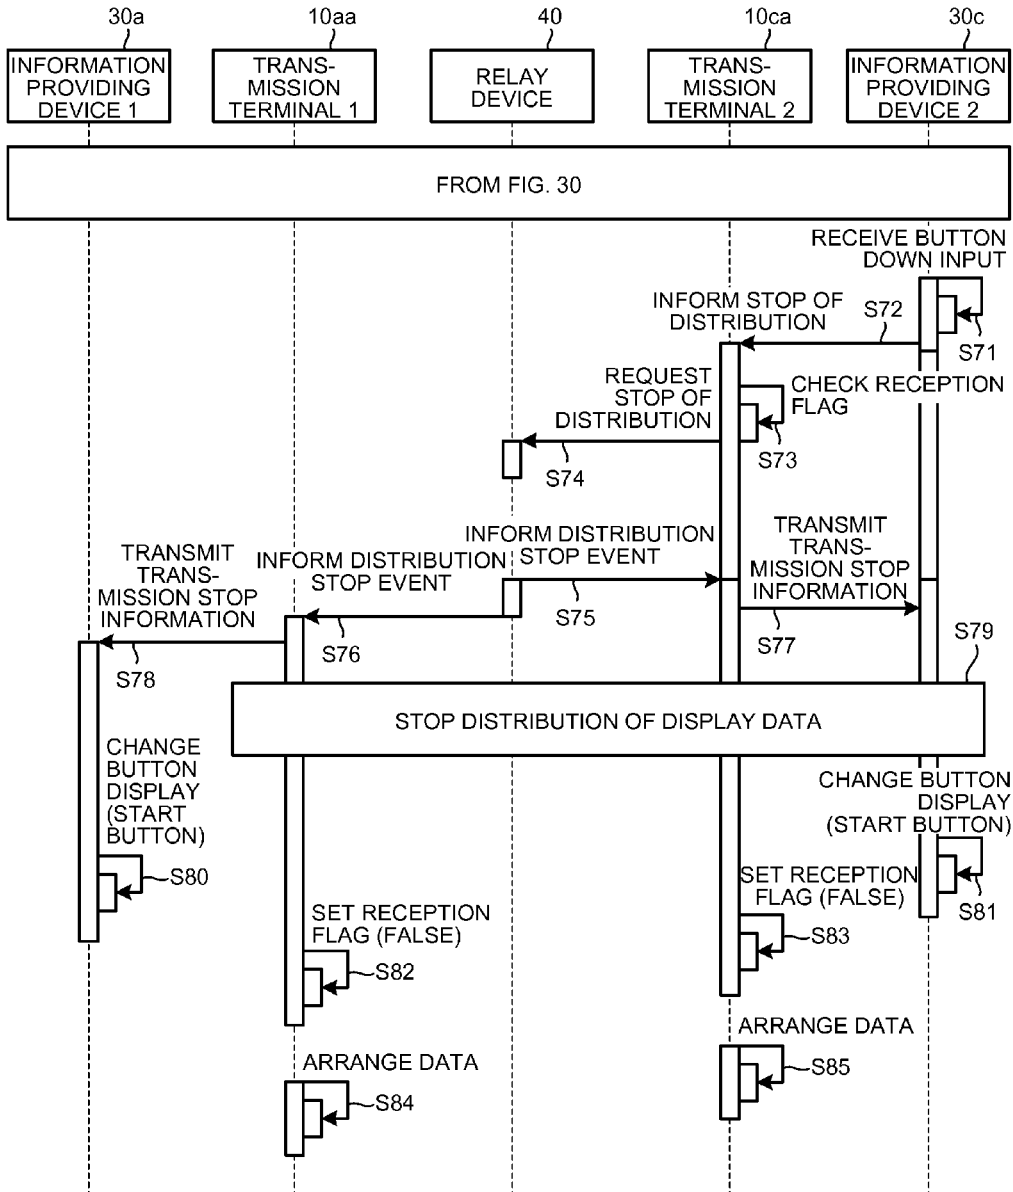 30a
10aa
40
10ca
30c
INFORMATION
PROVIDING
DEVICE 1
TRANS-
MISSION
TERMINAL 1
RELAY
DEVICE
TRANS-
MISSION
TERMINAL 2
INFORMATION
PROVIDING
DEVICE 2
FROM FIG. 30
RECEIVE BUTTON
DOWN INPUT
S71
INFORM STOP OF
DISTRIBUTION
S72
CHECK RECEPTION
FLAG
S73
REQUEST
STOP OF
DISTRIBUTION
S74
INFORM DISTRIBUTION
STOP EVENT
S75
INFORM DISTRIBUTION
STOP EVENT
S76
TRANSMIT
TRANS-
MISSION STOP
INFORMATION
S77
TRANSMIT
TRANS-
MISSION STOP
INFORMATION
S78
S79
STOP DISTRIBUTION OF DISPLAY DATA
CHANGE
BUTTON
DISPLAY
(START
BUTTON)
S80
CHANGE BUTTON
DISPLAY
(START BUTTON)
S81
SET RECEPTION
FLAG (FALSE)
S82
SET RECEPTION
FLAG (FALSE)
S83
ARRANGE DATA
S84
ARRANGE DATA
S85